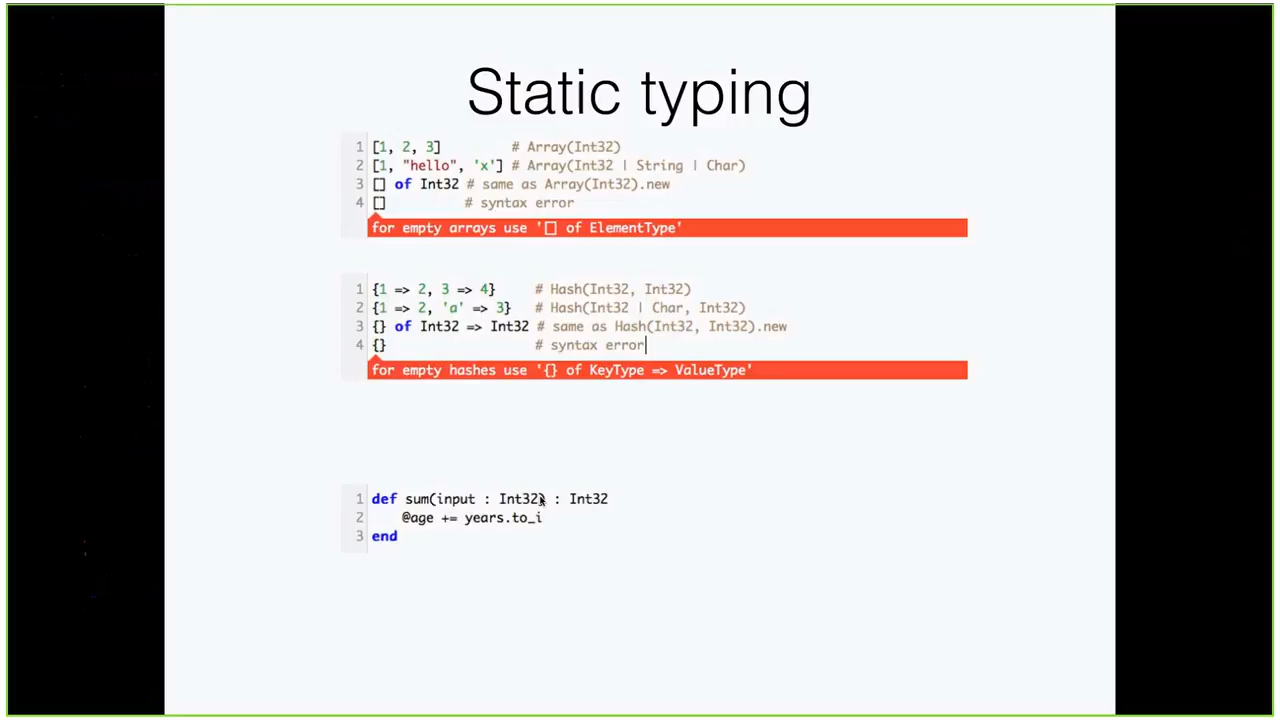 Static typing
1 [1, 2, 3] # Array(Int32)
2 [1, "hello", 'x'] # Array(Int32 | String | Char)
3 [] of Int32 # same as Array(Int32).new
4 [] # syntax error
for empty arrays use '[] of ElementType'
1 {1 => 2, 3 => 4} # Hash(Int32, Int32)
2 {1 => 2, 'a' => 3} # Hash(Int32 | Char, Int32)
3 {} of Int32 => Int32 # same as Hash(Int32, Int32).new
4 {} # syntax error
for empty hashes use '{} of KeyType => ValueType'
1 def sum(input : Int32) : Int32
2 @age += years.to_i
3 end